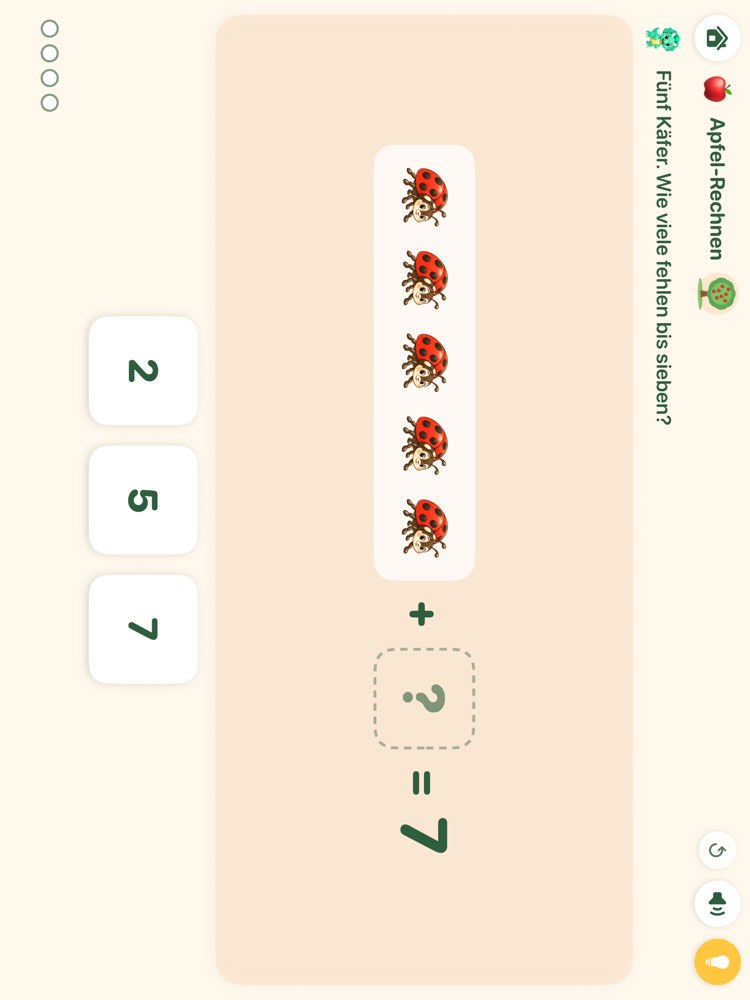 Apfel-Rechnen
Fünf Käfer. Wie viele fehlen bis sieben?
+ ? = 7
2
5
7